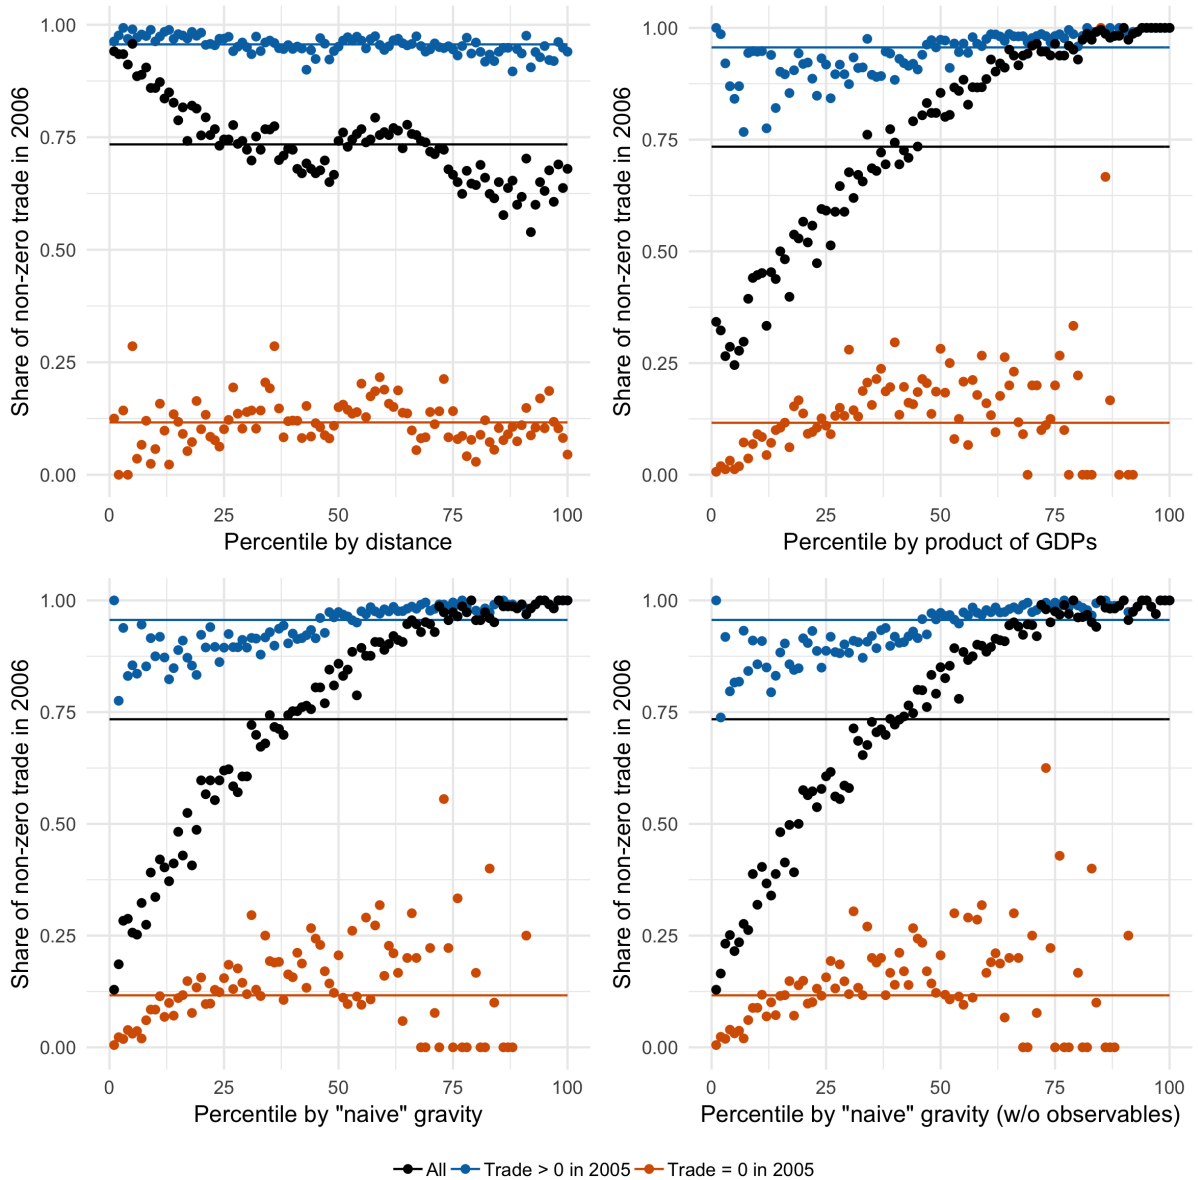 Share of non-zero trade in 2006
1.00
0.75
0.50
0.25
0.00
0 25 50 75 100
Percentile by distance
Share of non-zero trade in 2006
1.00
0.75
0.50
0.25
0.00
0 25 50 75 100
Percentile by product of GDPs
Share of non-zero trade in 2006
1.00
0.75
0.50
0.25
0.00
0 25 50 75 100
Percentile by "naive" gravity
Share of non-zero trade in 2006
1.00
0.75
0.50
0.25
0.00
0 25 50 75 100
Percentile by "naive" gravity (w/o observables)
All Trade > 0 in 2005 Trade = 0 in 2005